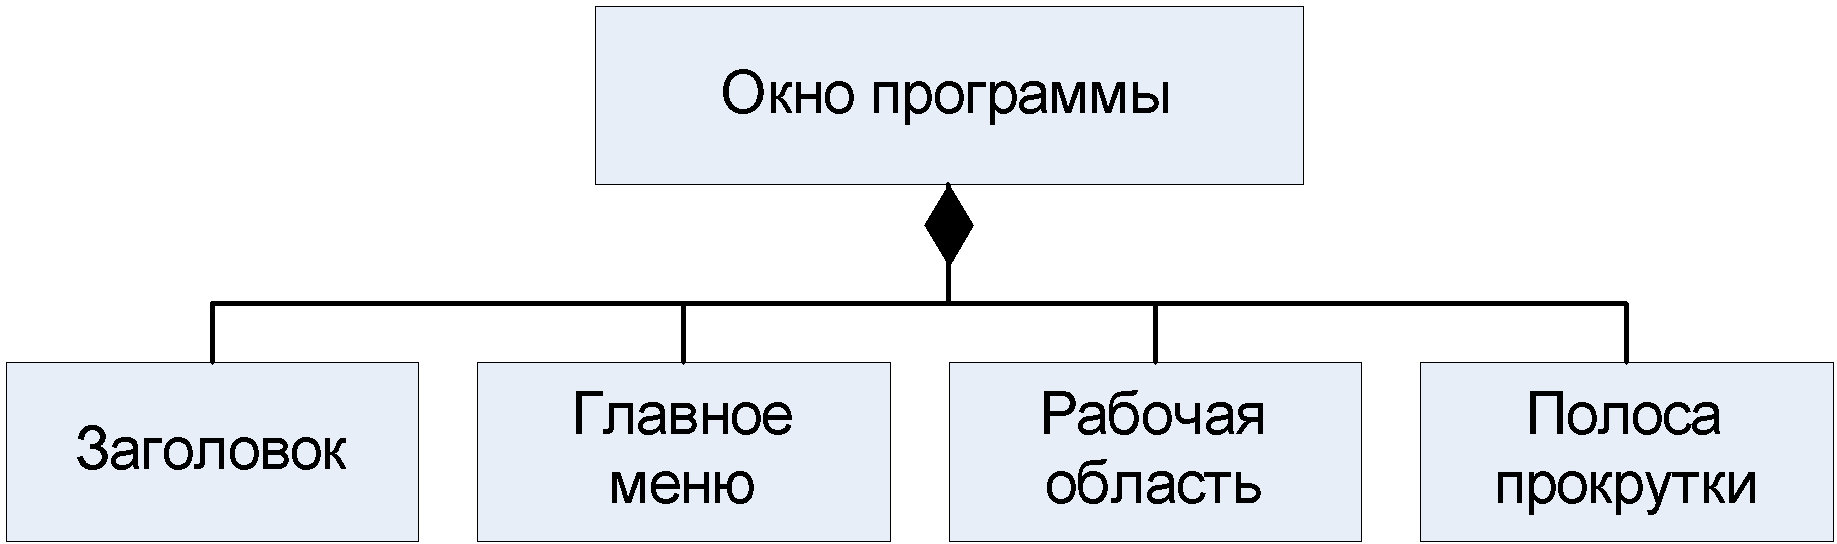 Окно программы
Заголовок
Главное
меню
Рабочая
область
Полоса
прокрутки